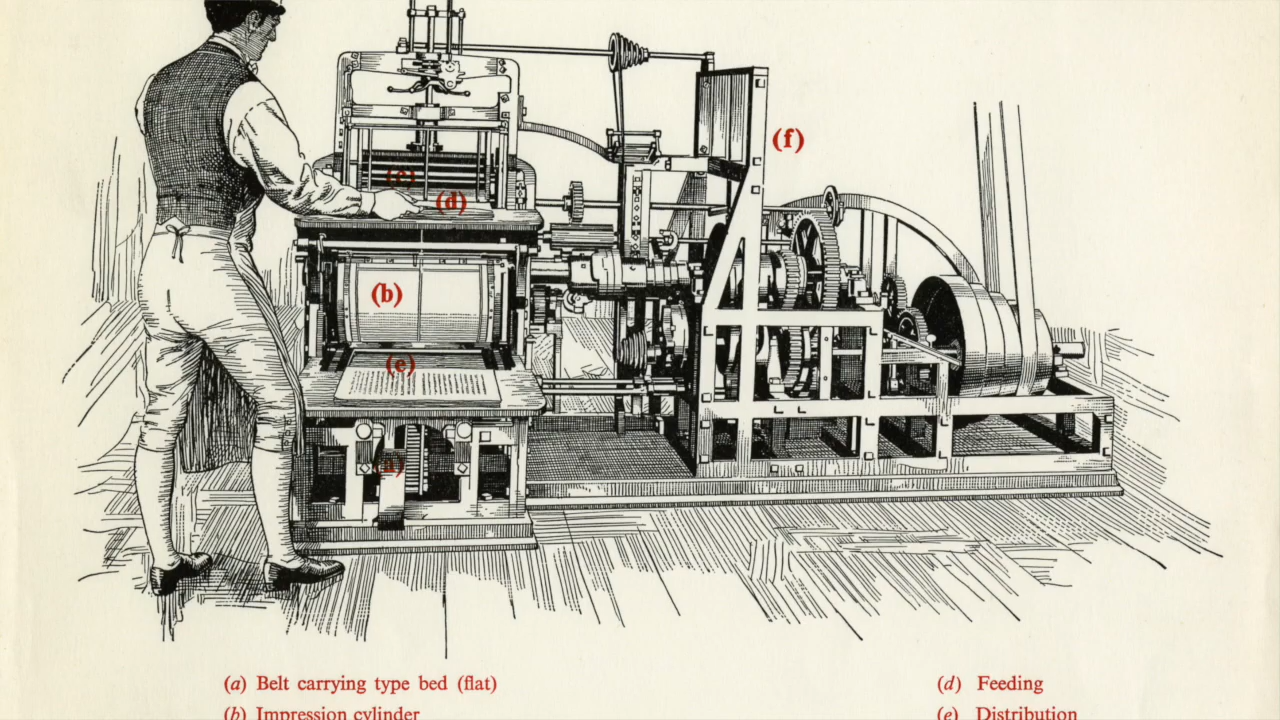 (f)
(c)
(d)
(b)
(e)
(a)
(a) Belt carrying type bed (flat)
(d) Feeding
(b) Impression cylinder
(e) Distribution